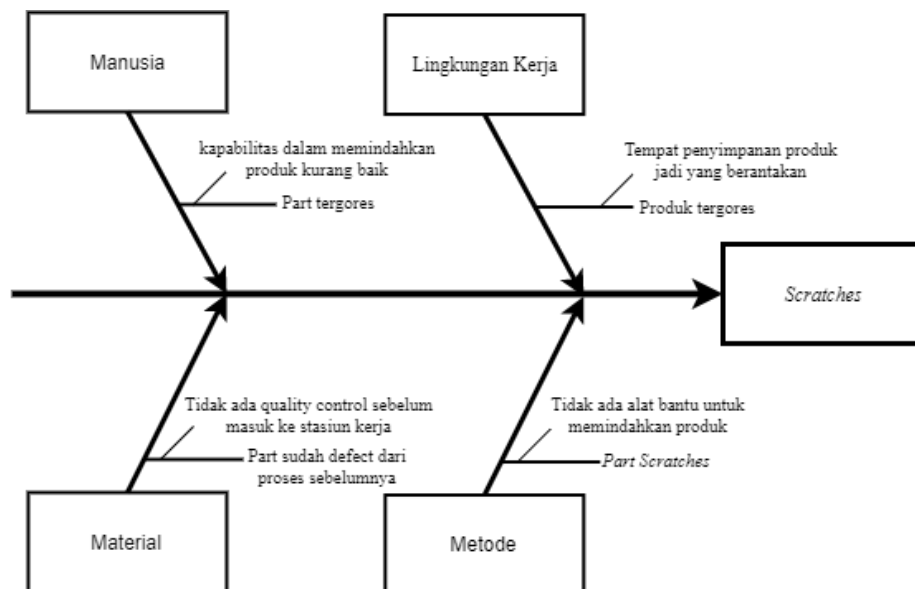 Manusia
Lingkungan Kerja
kapabilitas dalam memindahkan
produk kurang baik
Part tergores
Tempat penyimpanan produk
jadi yang berantakan
Produk tergores
Scratches
Tidak ada quality control sebelum
masuk ke stasiun kerja
Part sudah defect dari
proses sebelumnya
Tidak ada alat bantu untuk
memindahkan produk
Part Scratches
Material
Metode